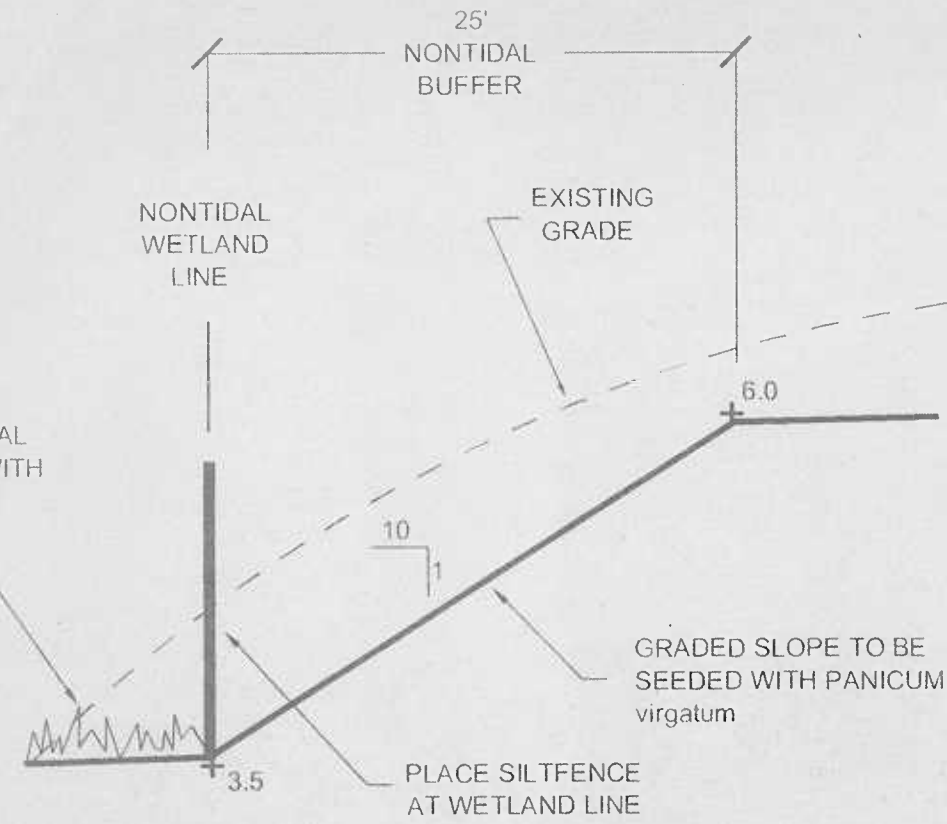 25'
NONTIDAL
BUFFER
NONTIDAL
WETLAND
LINE
EXISTING
GRADE
6.0
WITH
10
1
GRADED SLOPE TO BE
SEEDED WITH PANICUM
virgatum
3.5
PLACE SILTFENCE
AT WETLAND LINE